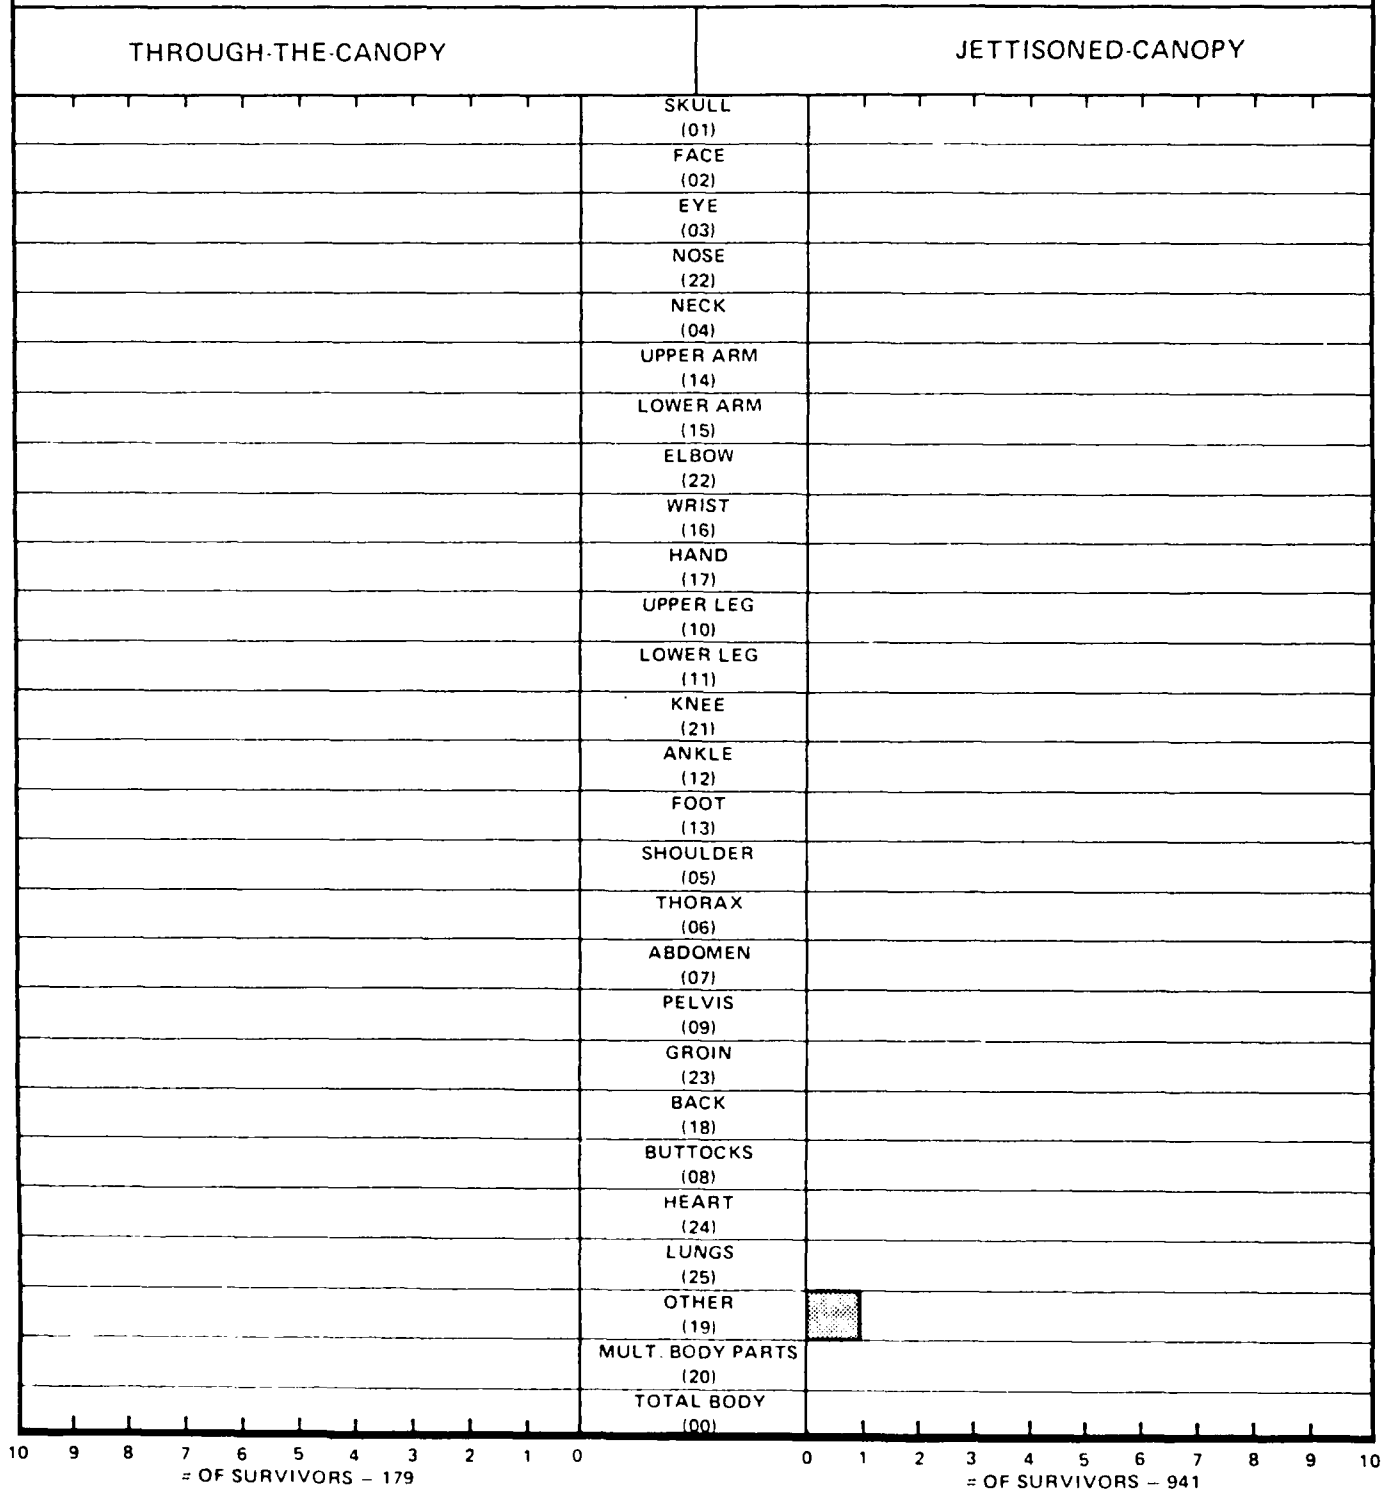 THROUGH-THE-CANOPY
JETTISONED-CANOPY
SKULL
(01)
FACE
(02)
EYE
(03)
NOSE
(22)
NECK
(04)
UPPER ARM
(14)
LOWER ARM
(15)
ELBOW
(22)
WRIST
(16)
HAND
(17)
UPPER LEG
(10)
LOWER LEG
(11)
KNEE
(21)
ANKLE
(12)
FOOT
(13)
SHOULDER
(05)
THORAX
(06)
ABDOMEN
(07)
PELVIS
(09)
GROIN
(23)
BACK
(18)
BUTTOCKS
(08)
HEART
(24)
LUNGS
(25)
OTHER
(19)
MULT. BODY PARTS
(20)
TOTAL BODY
(00)
10 9 8 7 6 5 4 3 2 1 0
0 1 2 3 4 5 6 7 8 9 10
= OF SURVIVORS – 179
= OF SURVIVORS – 941